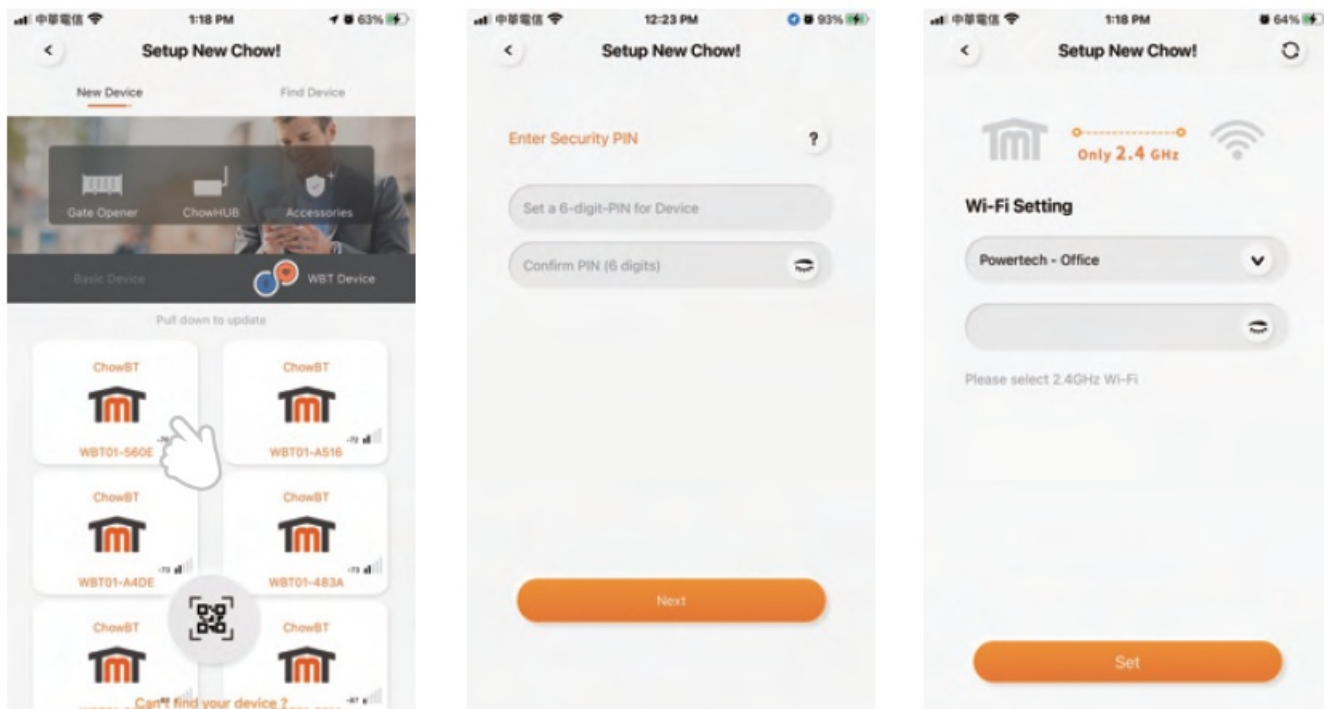 中華電信
1:18 PM
63%
Setup New Chow!
New Device
Find Device
Gate Opener
ChowHUB
Accessories
Basic Device
WBT Device
Pull down to update
ChowBT
ChowBT
WBT01-560E
-72
WBT01-A516
ChowBT
ChowBT
-73
WBT01-A4DE
-73
WBT01-483A
ChowBT
ChowBT
Can't find your device ?
中華電信
12:23 PM
93%
Setup New Chow!
Enter Security PIN
?
Set a 6-digit-PIN for Device
Confirm PIN (6 digits)
Next
中華電信
1:18 PM
64%
Setup New Chow!
Only 2.4 GHz
Wi-Fi Setting
Powertech - Office
Please select 2.4GHz Wi-Fi
Set